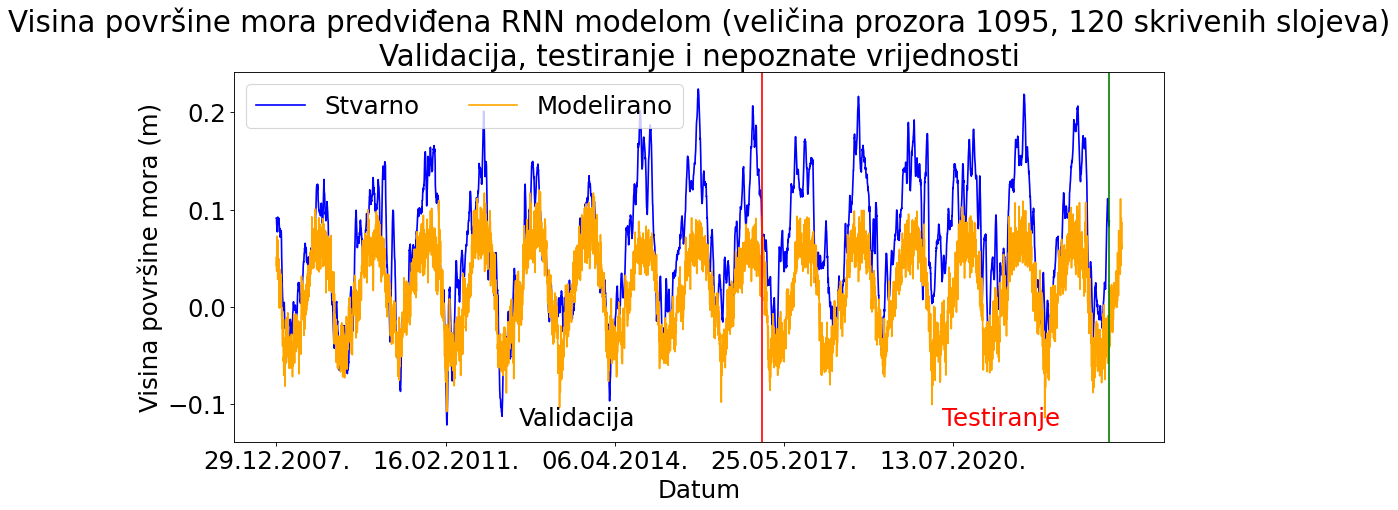 Visina površine mora predviđena RNN modelom (veličina prozora 1095, 120 skrivenih slojeva)
Validacija, testiranje i nepoznate vrijednosti
Stvarno Modelirano
Visina površine mora (m)
0.2
0.1
0.0
−0.1
Validacija Testiranje
29.12.2007. 16.02.2011. 06.04.2014. 25.05.2017. 13.07.2020.
Datum